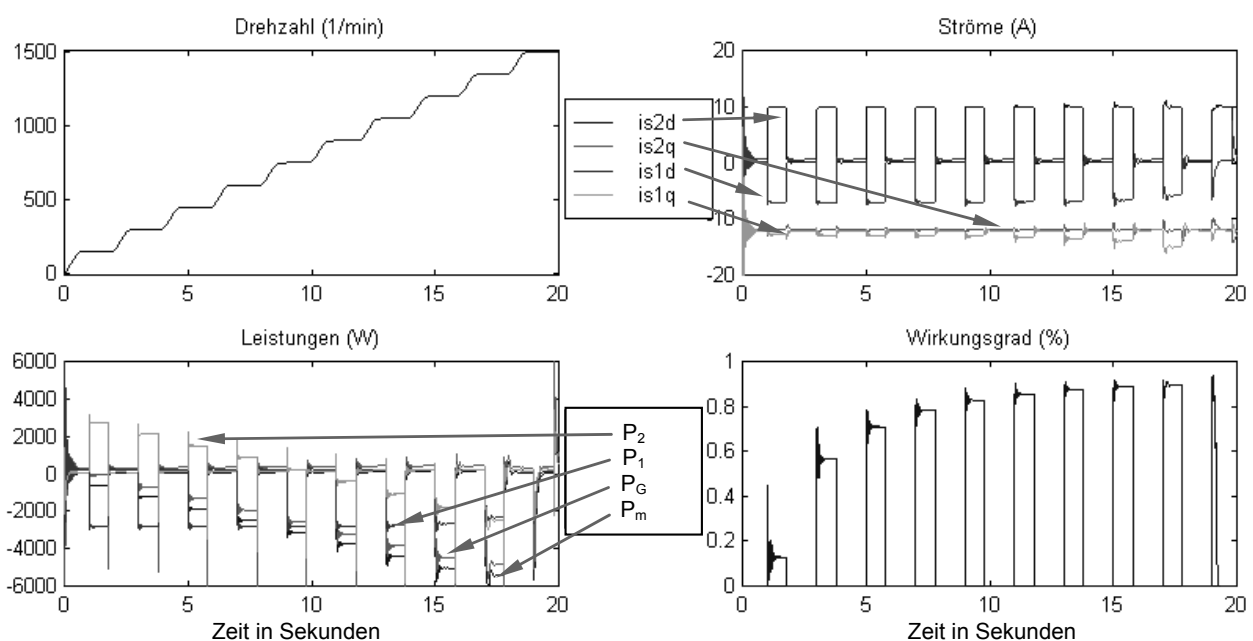 Drehzahl (1/min)
1500
1000
500
0
0 5 10 15 20
Ströme (A)
20
10
0
-10
-20
0 5 10 15 20
is2d
is2q
is1d
is1q
Leistungen (W)
6000
4000
2000
0
-2000
-4000
-6000
0 5 10 15 20
Zeit in Sekunden
P2
P1
PG
Pm
Wirkungsgrad (%)
1
0.8
0.6
0.4
0.2
0
0 5 10 15 20
Zeit in Sekunden